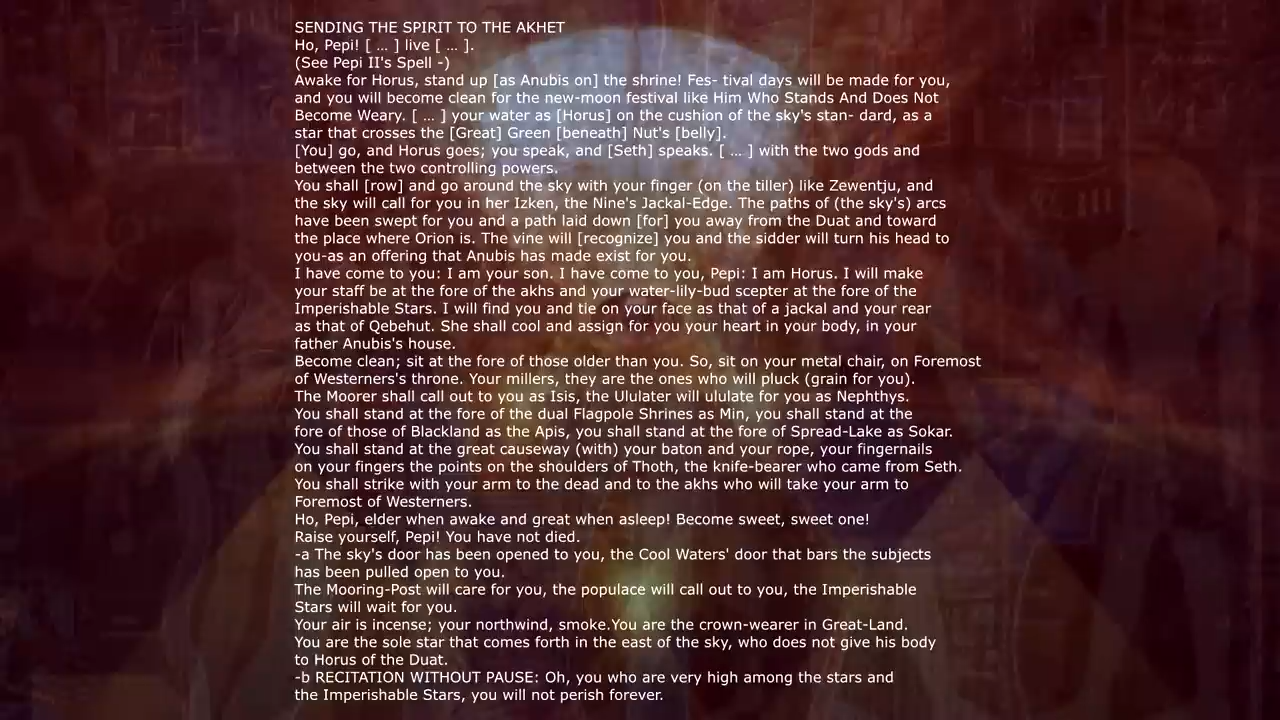 SENDING THE SPIRIT TO THE AKHET
Ho, Pepi! [ ... ] live [ ... ].
(See Pepi II's Spell -)
Awake for Horus, stand up [as Anubis on] the shrine! Fes- tival days will be made for you,
and you will become clean for the new-moon festival like Him Who Stands And Does Not
Become Weary. [ ... ] your water as [Horus] on the cushion of the sky's stan- dard, as a
star that crosses the [Great] Green [beneath] Nut's [belly].
[You] go, and Horus goes; you speak, and [Seth] speaks. [ ... ] with the two gods and
between the two controlling powers.
You shall [row] and go around the sky with your finger (on the tiller) like Zewentju, and
the sky will call for you in her Izken, the Nine's Jackal-Edge. The paths of (the sky's) arcs
have been swept for you and a path laid down [for] you away from the Duat and toward
the place where Orion is. The vine will [recognize] you and the sidder will turn his head to
you-as an offering that Anubis has made exist for you.
I have come to you: I am your son. I have come to you, Pepi: I am Horus. I will make
your staff be at the fore of the akhs and your water-lily-bud scepter at the fore of the
Imperishable Stars. I will find you and tie on your face as that of a jackal and your rear
as that of Qebehut. She shall cool and assign for you your heart in your body, in your
father Anubis's house.
Become clean; sit at the fore of those older than you. So, sit on your metal chair, on Foremost
of Westerners's throne. Your millers, they are the ones who will pluck (grain for you).
The Moorer shall call out to you as Isis, the Ululater will ululate for you as Nephthys.
You shall stand at the fore of the dual Flagpole Shrines as Min, you shall stand at the
fore of those of Blackland as the Apis, you shall stand at the fore of Spread-Lake as Sokar.
You shall stand at the great causeway (with) your baton and your rope, your fingernails
on your fingers the points on the shoulders of Thoth, the knife-bearer who came from Seth.
You shall strike with your arm to the dead and to the akhs who will take your arm to
Foremost of Westerners.
Ho, Pepi, elder when awake and great when asleep! Become sweet, sweet one!
Raise yourself, Pepi! You have not died.
-a The sky's door has been opened to you, the Cool Waters' door that bars the subjects
has been pulled open to you.
The Mooring-Post will care for you, the populace will call out to you, the Imperishable
Stars will wait for you.
Your air is incense; your northwind, smoke.You are the crown-wearer in Great-Land.
You are the sole star that comes forth in the east of the sky, who does not give his body
to Horus of the Duat.
-b RECITATION WITHOUT PAUSE: Oh, you who are very high among the stars and
the Imperishable Stars, you will not perish forever.